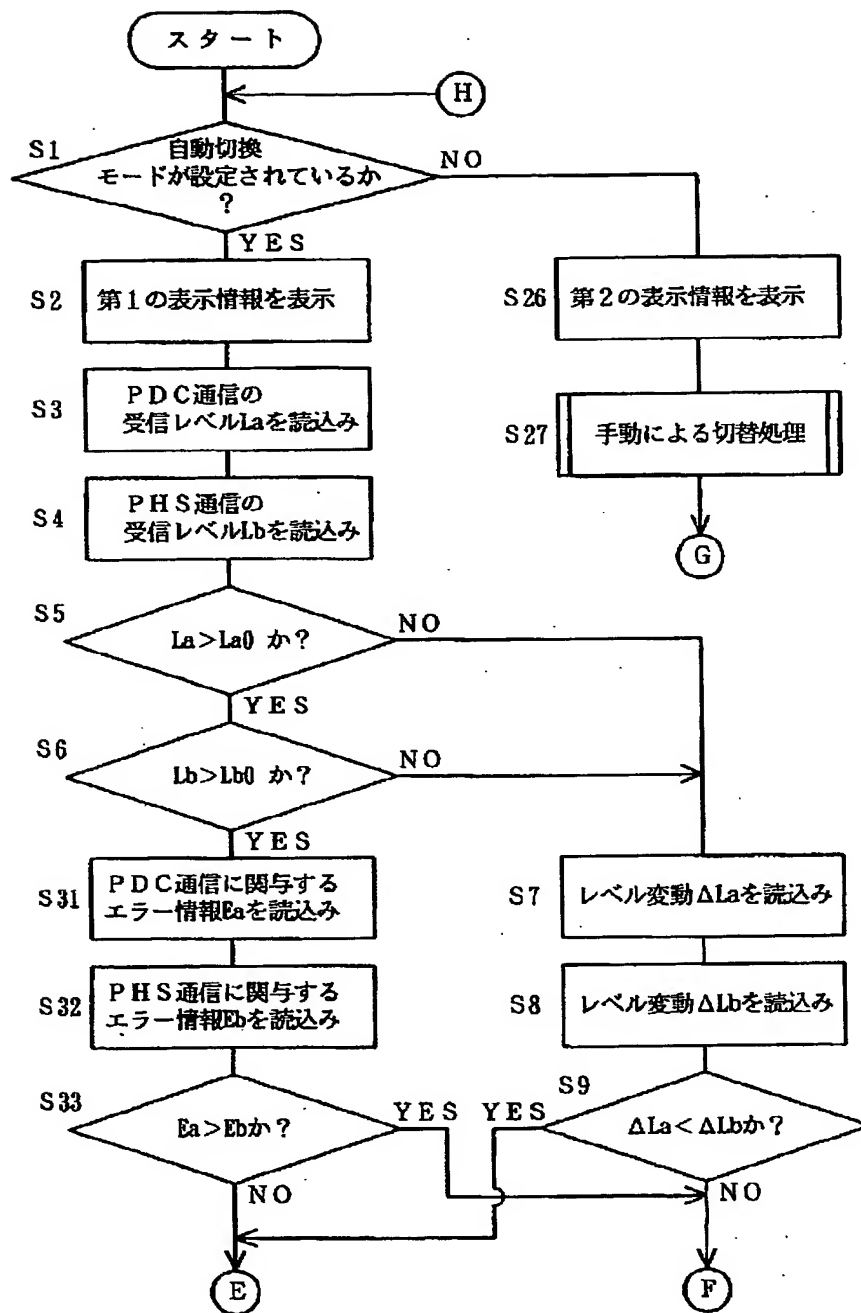 スタート
H
S1
自動切換
モードが設定されているか
?
NO
YES
S2
第1の表示情報を表示
S26
第2の表示情報を表示
S3
PDC通信の
受信レベルLaを読込み
S27
手動による切替処理
S4
PHS通信の
受信レベルLbを読込み
G
S5
La>La0 か?
NO
YES
S6
Lb>Lb0 か?
NO
YES
S31
PDC通信に関与する
エラー情報Eaを読込み
S7
レベル変動ΔLaを読込み
S32
PHS通信に関与する
エラー情報Ebを読込み
S8
レベル変動ΔLbを読込み
S33
Ea>Ebか?
YES
NO
S9
YES
ΔLa<ΔLbか?
NO
E
F